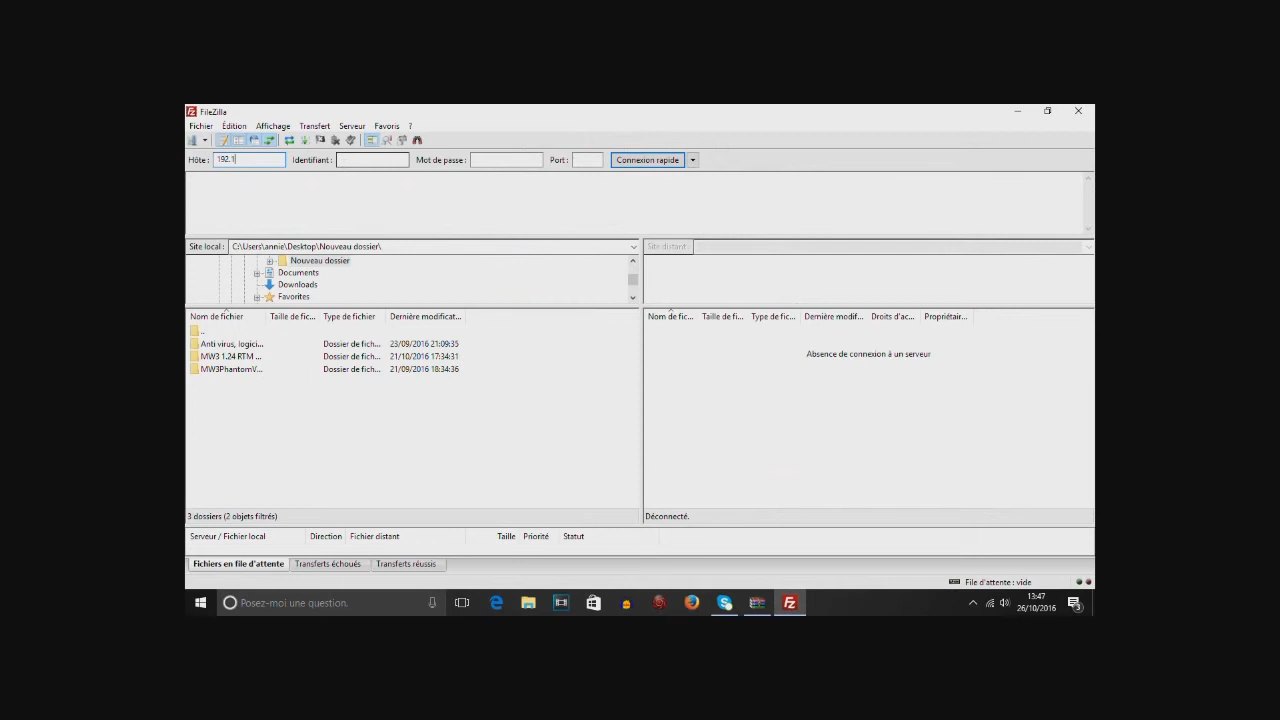 FileZilla
Fichier Édition Affichage Transfert Serveur Favoris ?
Hôte : 192.1 Identifiant : Mot de passe : Port : Connexion rapide
Site local : C:\Users\annie\Desktop\Nouveau dossier\ Site distant :
Nouveau dossier
Documents
Downloads
Favorites
Nom de fichier Taille de fic... Type de fichier Dernière modificat... Nom de fic... Taille de fi... Type de fic... Dernière modif... Droits d'ac... Propriétair...
..
Anti virus, logici... Dossier de fich... 23/09/2016 21:09:35
Absence de connexion à un serveur
MW3 1.24 RTM ... Dossier de fich... 21/10/2016 17:34:31
MW3PhantomV... Dossier de fich... 21/09/2016 18:34:36
3 dossiers (2 objets filtrés) Déconnecté.
Serveur / Fichier local Direction Fichier distant Taille Priorité Statut
Fichiers en file d'attente Transferts échoués Transferts réussis
File d'attente : vide
Posez-moi une question. 13:47
26/10/2016 3